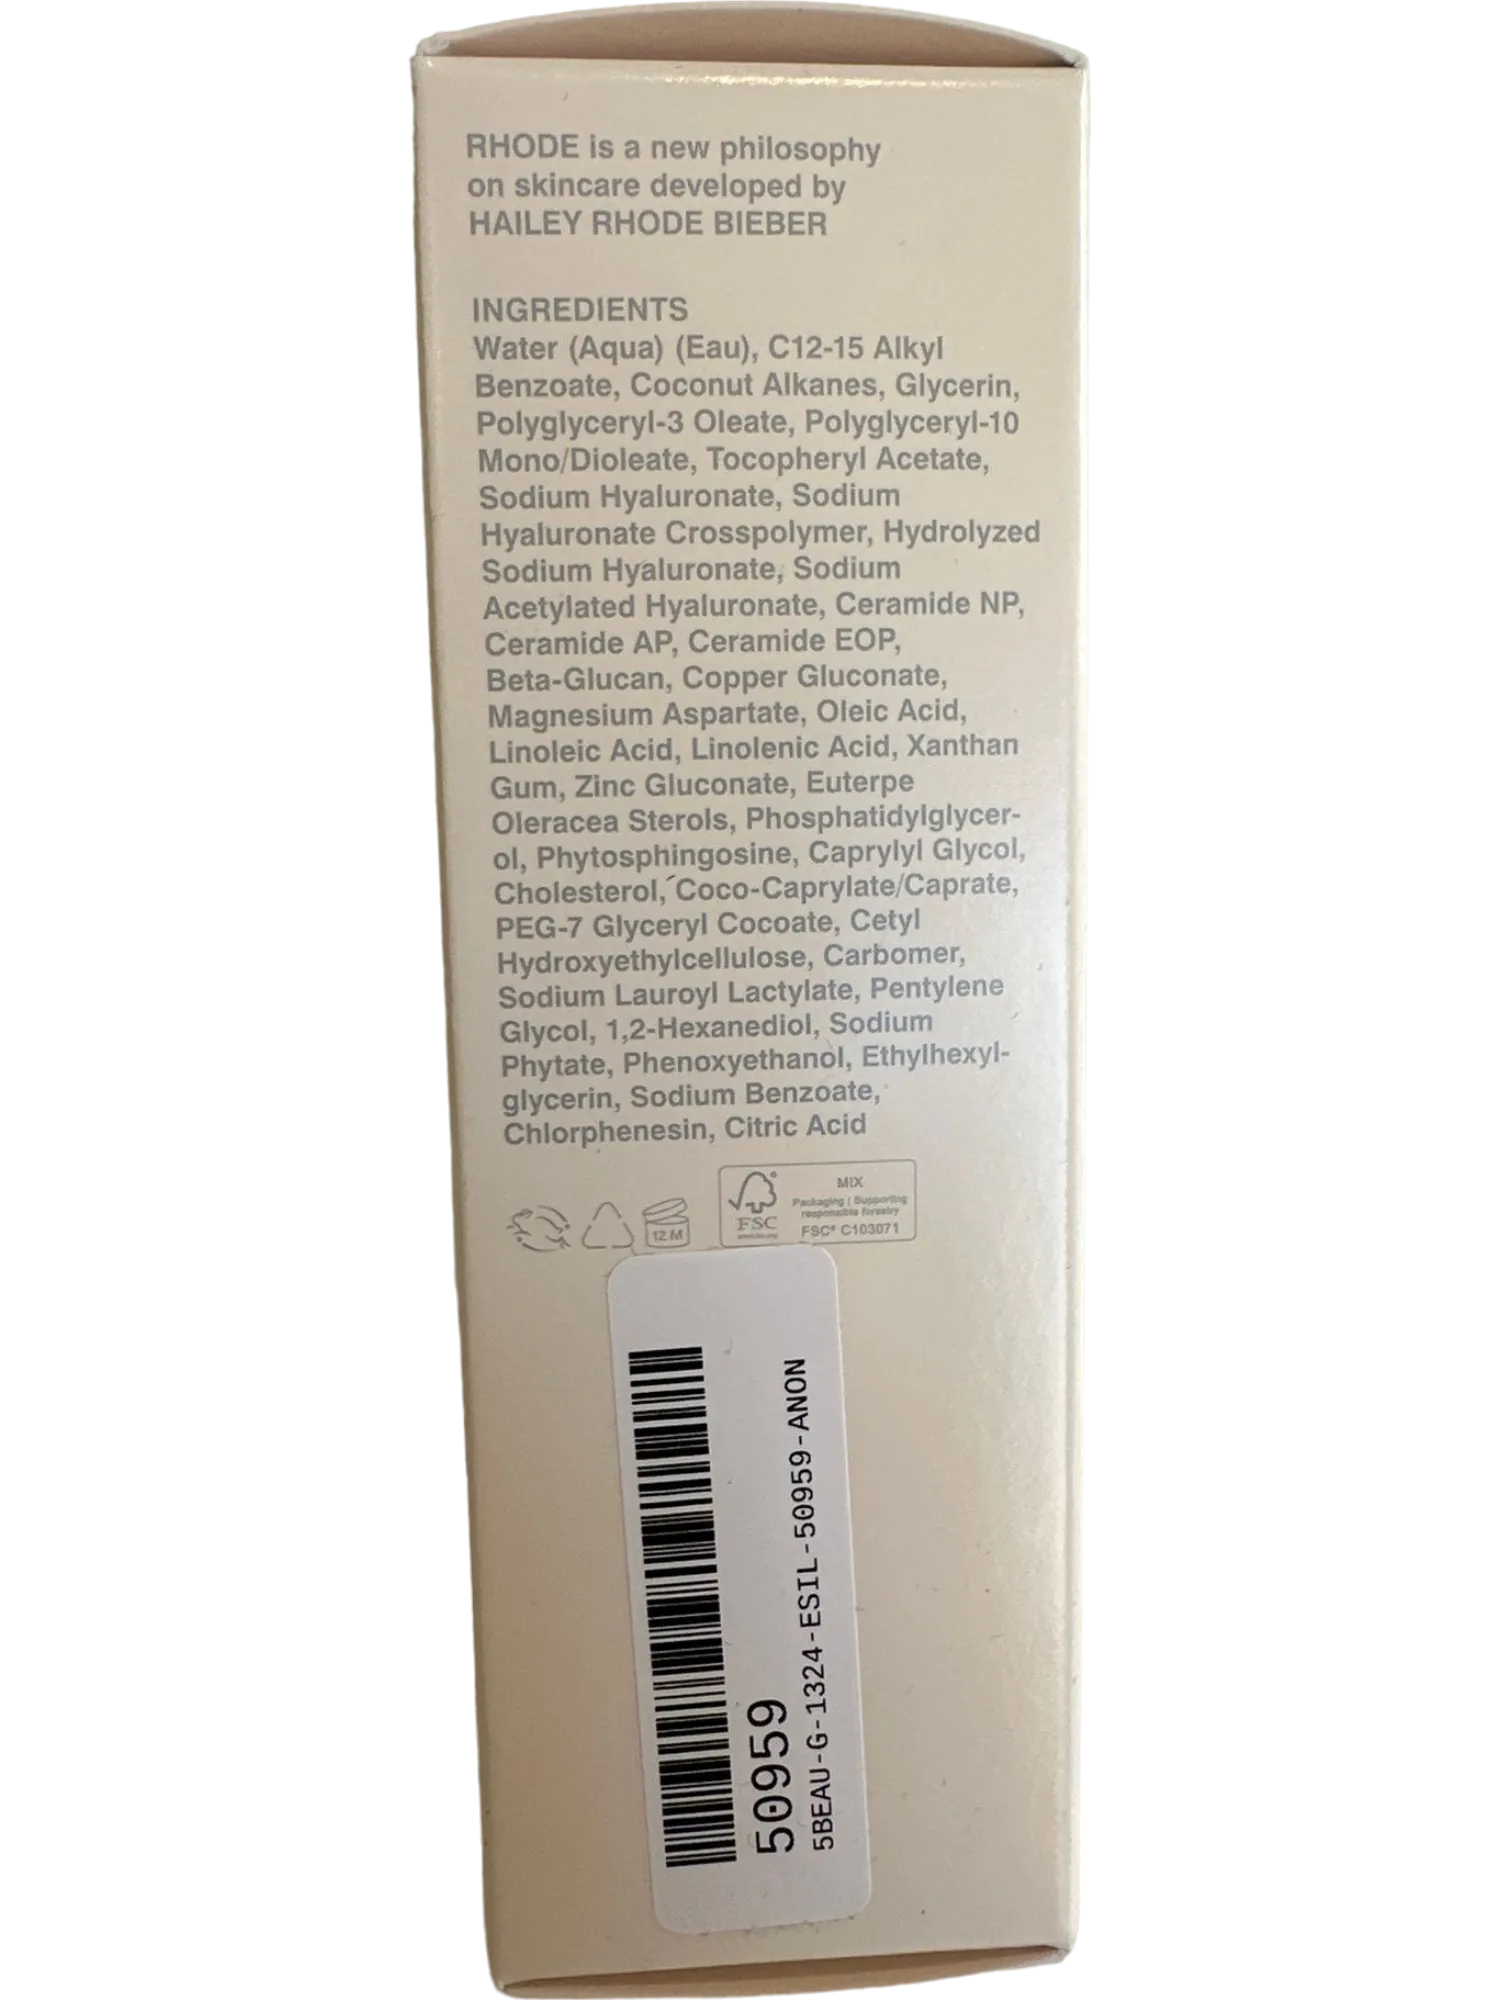 RHODE is a new philosophy
on skincare developed by
HAILEY RHODE BIEBER
INGREDIENTS
Water (Aqua) (Eau), C12-15 Alkyl
Benzoate, Coconut Alkanes, Glycerin,
Polyglyceryl-3 Oleate, Polyglyceryl-10
Mono/Dioleate, Tocopheryl Acetate,
Sodium Hyaluronate, Sodium
Hyaluronate Crosspolymer, Hydrolyzed
Sodium Hyaluronate, Sodium
Acetylated Hyaluronate, Ceramide NP,
Ceramide AP, Ceramide EOP,
Beta-Glucan, Copper Gluconate,
Magnesium Aspartate, Oleic Acid,
Linoleic Acid, Linolenic Acid, Xanthan
Gum, Zinc Gluconate, Euterpe
Oleracea Sterols, Phosphatidylglycer-
ol, Phytosphingosine, Caprylyl Glycol,
Cholesterol, Coco-Caprylate/Caprate,
PEG-7 Glyceryl Cocoate, Cetyl
Hydroxyethylcellulose, Carbomer,
Sodium Lauroyl Lactylate, Pentylene
Glycol, 1,2-Hexanediol, Sodium
Phytate, Phenoxyethanol, Ethylhexyl-
glycerin, Sodium Benzoate,
Chlorphenesin, Citric Acid
12 M
FSC
MIX
Packaging | Supporting
responsible forestry
FSC® C103071
50959
5BEAU-G-1324-ESIL-50959-ANON